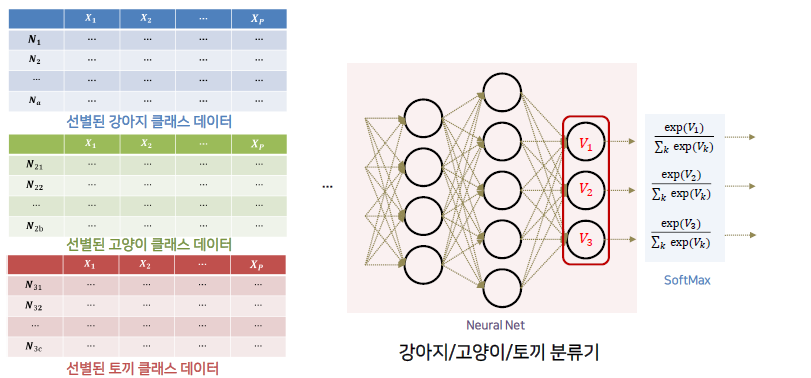 X₁ X₂ ... X_P
N₁ ... ... ... ...
N₂ ... ... ... ...
... ... ... ... ...
Nₐ ... ... ... ...
선별된 강아지 클래스 데이터
X₁ X₂ ... X_P
N₂₁ ... ... ... ...
N₂₂ ... ... ... ...
... ... ... ... ...
N₂b ... ... ... ...
선별된 고양이 클래스 데이터
X₁ X₂ ... X_P
N₃₁ ... ... ... ...
N₃₂ ... ... ... ...
... ... ... ... ...
N₃c ... ... ... ...
선별된 토끼 클래스 데이터
...
V₁
V₂
V₃
Neural Net
강아지/고양이/토끼 분류기
exp(V₁)
∑ₖ exp(Vₖ)
exp(V₂)
∑ₖ exp(Vₖ)
exp(V₃)
∑ₖ exp(Vₖ)
SoftMax